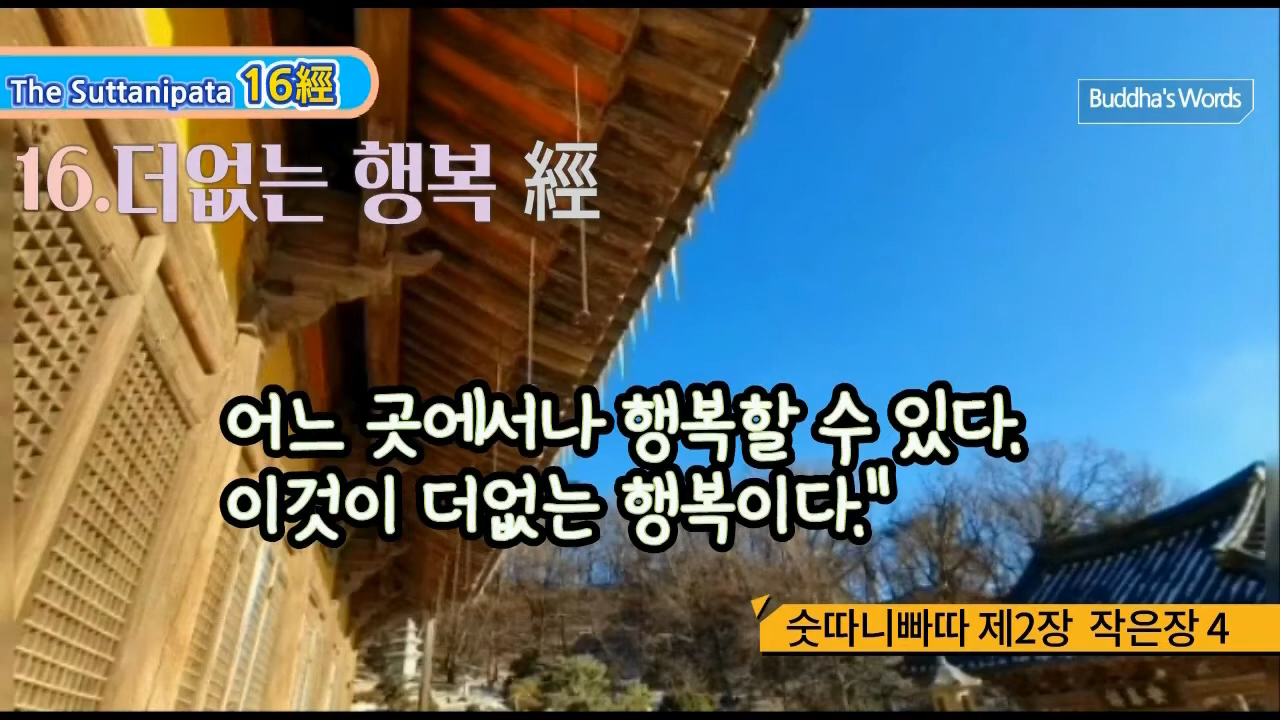 The Suttanipata 16經
Buddha's Words
16.더없는 행복 經
어느 곳에서나 행복할 수 있다.
이것이 더없는 행복이다."
숫따니빠따 제2장 작은장 4